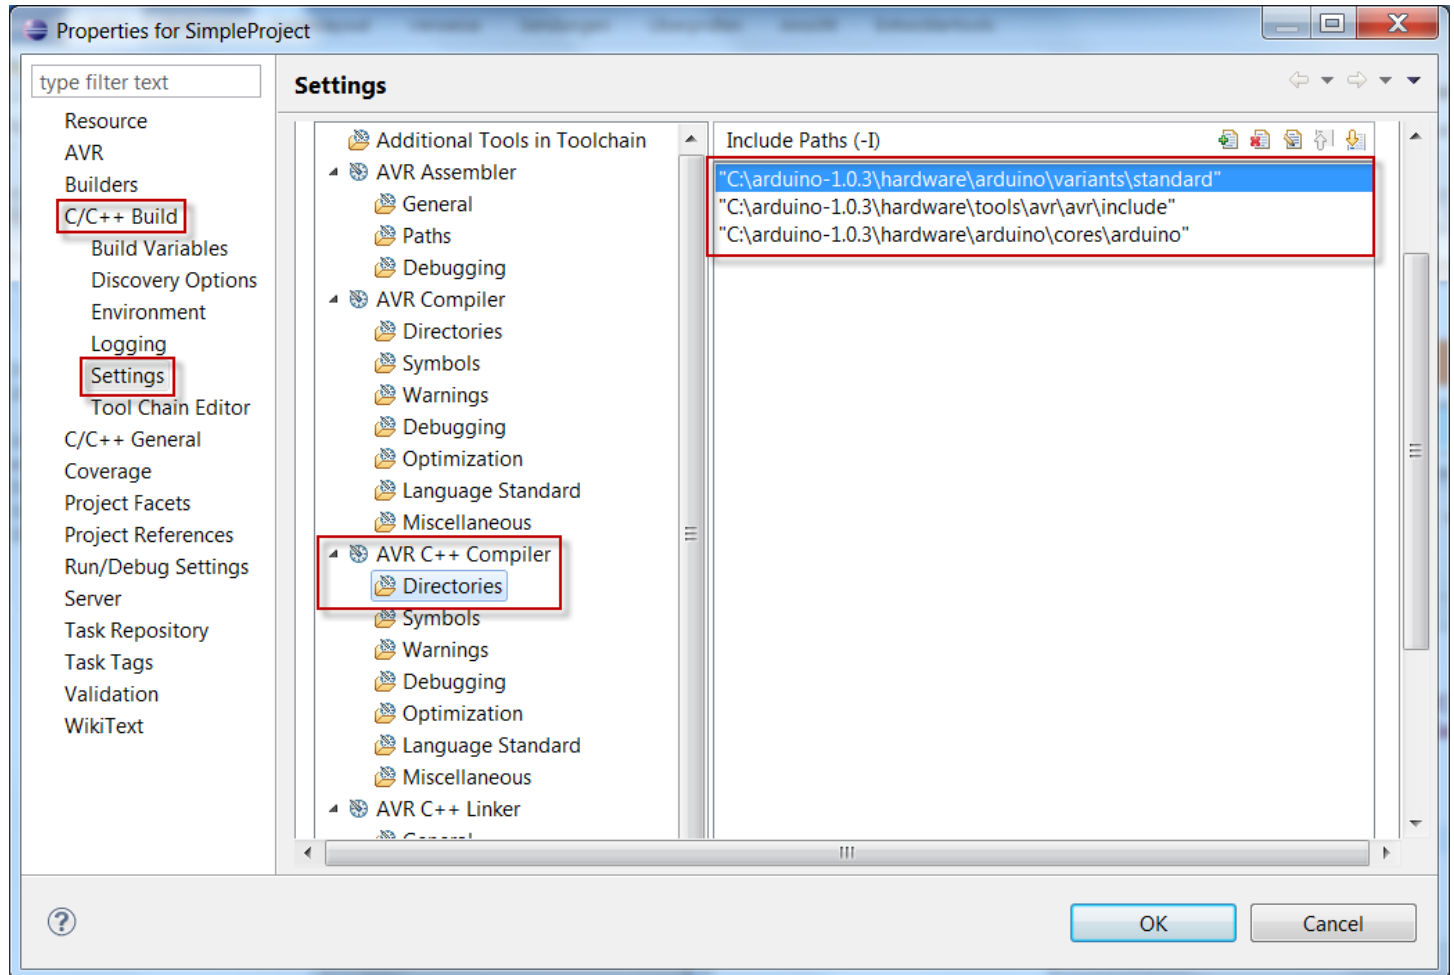 Properties for SimpleProject
type filter text
Resource
AVR
Builders
C/C++ Build
Build Variables
Discovery Options
Environment
Logging
Settings
Tool Chain Editor
C/C++ General
Coverage
Project Facets
Project References
Run/Debug Settings
Server
Task Repository
Task Tags
Validation
WikiText
Settings
Additional Tools in Toolchain
AVR Assembler
General
Paths
Debugging
AVR Compiler
Directories
Symbols
Warnings
Debugging
Optimization
Language Standard
Miscellaneous
AVR C++ Compiler
Directories
Symbols
Warnings
Debugging
Optimization
Language Standard
Miscellaneous
AVR C++ Linker
General
Include Paths (-I)
"C:\arduino-1.0.3\hardware\arduino\variants\standard"
"C:\arduino-1.0.3\hardware\tools\avr\avr\include"
"C:\arduino-1.0.3\hardware\arduino\cores\arduino"
OK
Cancel